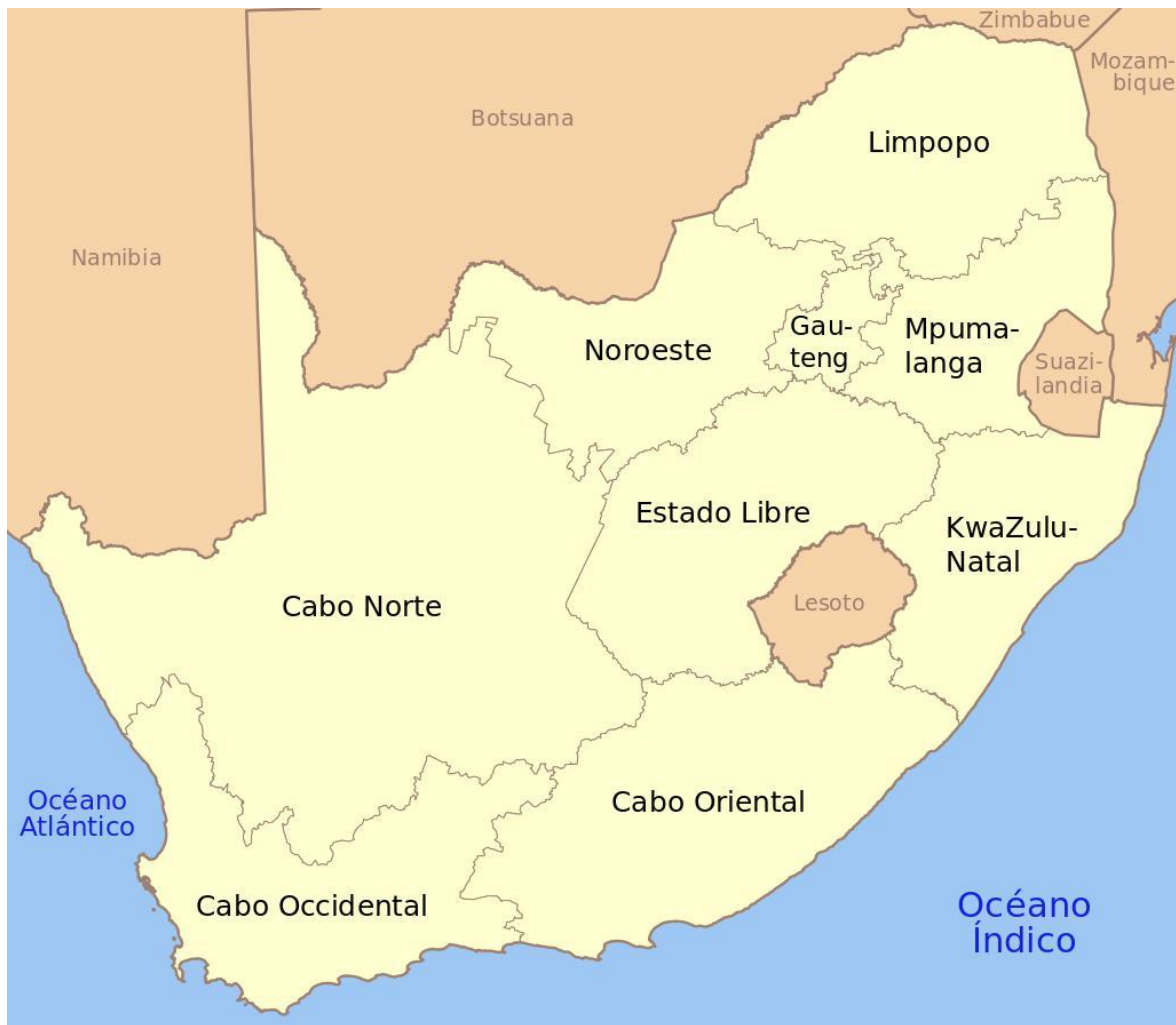 Zimbabue
Mozam-
bique
Botsuana
Limpopo
Namibia
Noroeste
Gau-
teng
Mpuma-
langa
Suazi-
landia
Estado Libre
KwaZulu-
Natal
Cabo Norte
Lesoto
Océano
Atlántico
Cabo Oriental
Cabo Occidental
Océano
Índico